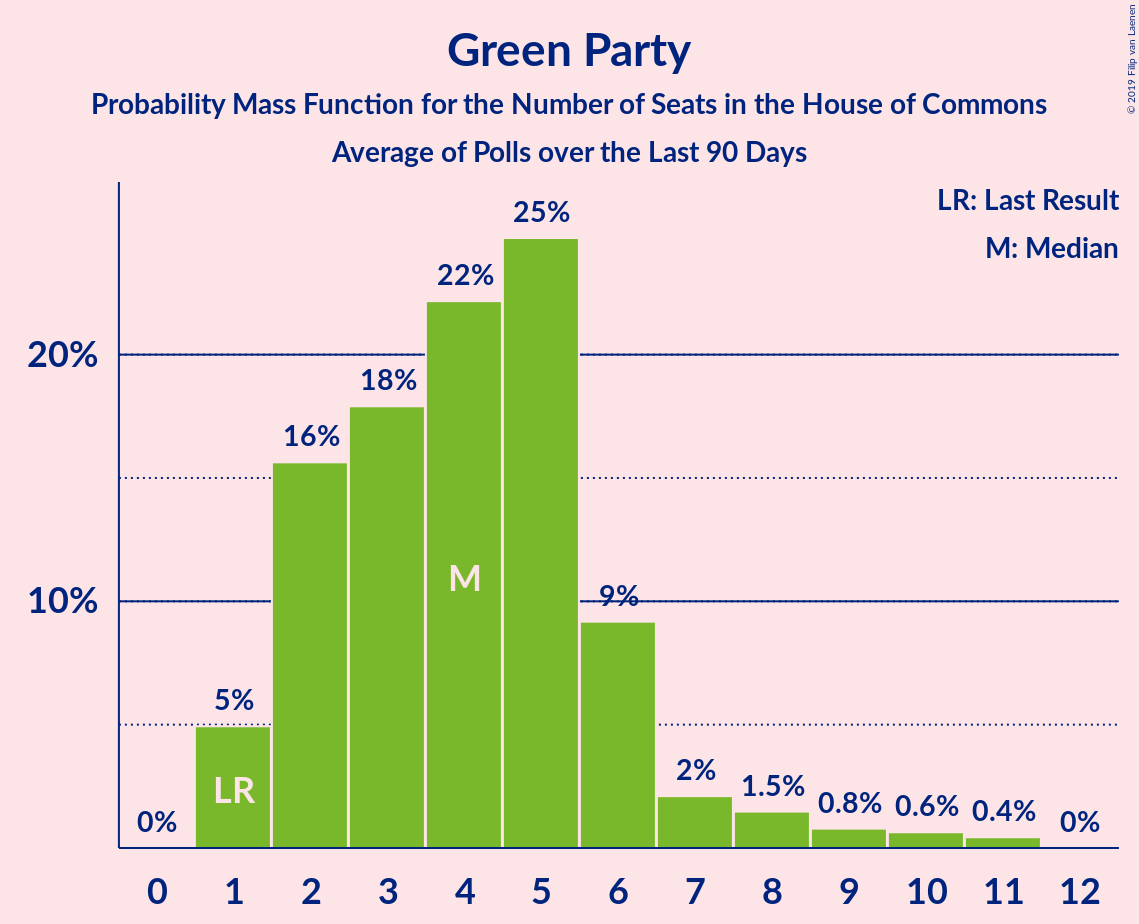 Green Party
Probability Mass Function for the Number of Seats in the House of Commons
Average of Polls over the Last 90 Days
© 2019 Filip van Laenen
LR: Last Result
M: Median
25%
22%
20%
18%
16%
M
10%
9%
5%
LR
2%
1.5%
0.8%
0.6%
0.4%
0%
0%
0 1 2 3 4 5 6 7 8 9 10 11 12